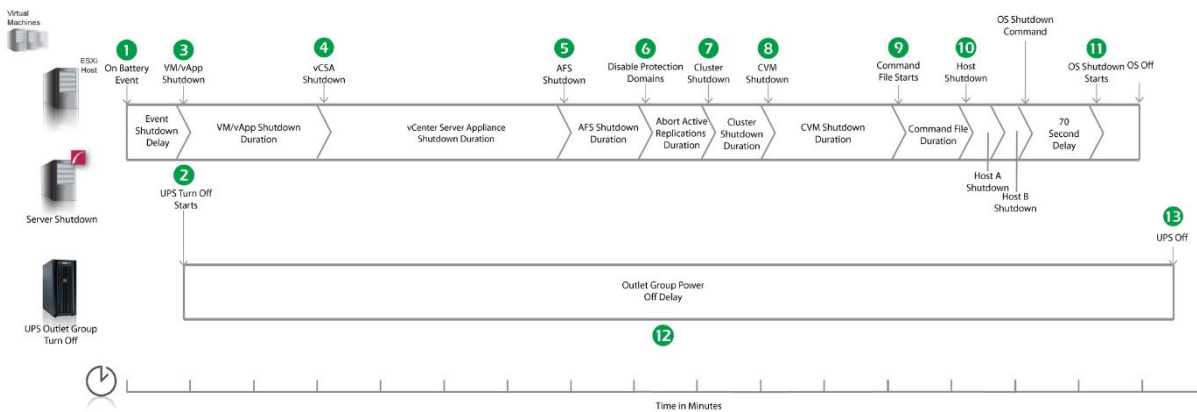 Virtual
Machines
ESXi
Host
1
On Battery
Event
3
VM/vApp
Shutdown
4
vCSA
Shutdown
5
AFS
Shutdown
6
Disable Protection
Domains
7
Cluster
Shutdown
8
CVM
Shutdown
9
Command
File Starts
10
Host
Shutdown
OS Shutdown
Command
11
OS Shutdown
Starts
OS Off
Event
Shutdown
Delay
VM/vApp Shutdown
Duration
vCenter Server Appliance
Shutdown Duration
AFS Shutdown
Duration
Abort Active
Replications
Duration
Cluster
Shutdown
Duration
CVM Shutdown
Duration
Command File
Duration
70
Second
Delay
Host A
Shutdown
Host B
Shutdown
2
UPS Turn Off
Starts
Server Shutdown
13
UPS Off
Outlet Group Power
Off Delay
12
UPS Outlet Group
Turn Off
Time in Minutes